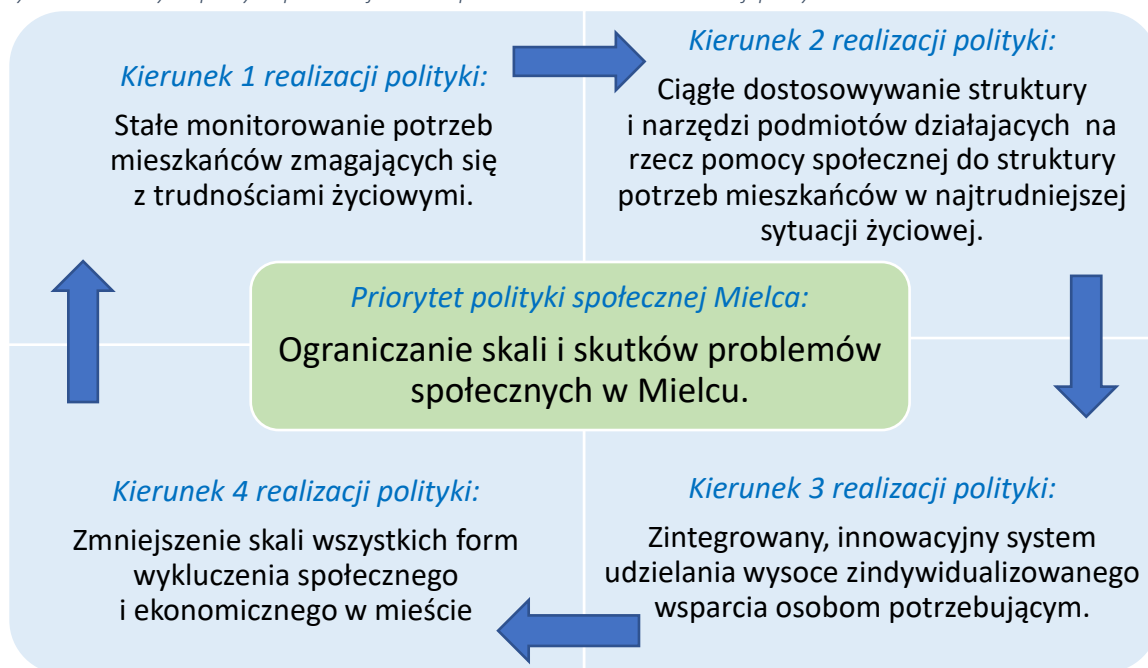 Kierunek 1 realizacji polityki:
Stałe monitorowanie potrzeb
mieszkańców zmagających się
z trudnościami życiowymi.
Kierunek 2 realizacji polityki:
Ciągłe dostosowywanie struktury
i narzędzi podmiotów działajacych na
rzecz pomocy społecznej do struktury
potrzeb mieszkańców w najtrudniejszej
sytuacji życiowej.
Priorytet polityki społecznej Mielca:
Ograniczanie skali i skutków problemów
społecznych w Mielcu.
Kierunek 4 realizacji polityki:
Zmniejszenie skali wszystkich form
wykluczenia społecznego
i ekonomicznego w mieście
Kierunek 3 realizacji polityki:
Zintegrowany, innowacyjny system
udzielania wysoce zindywidualizowanego
wsparcia osobom potrzebującym.